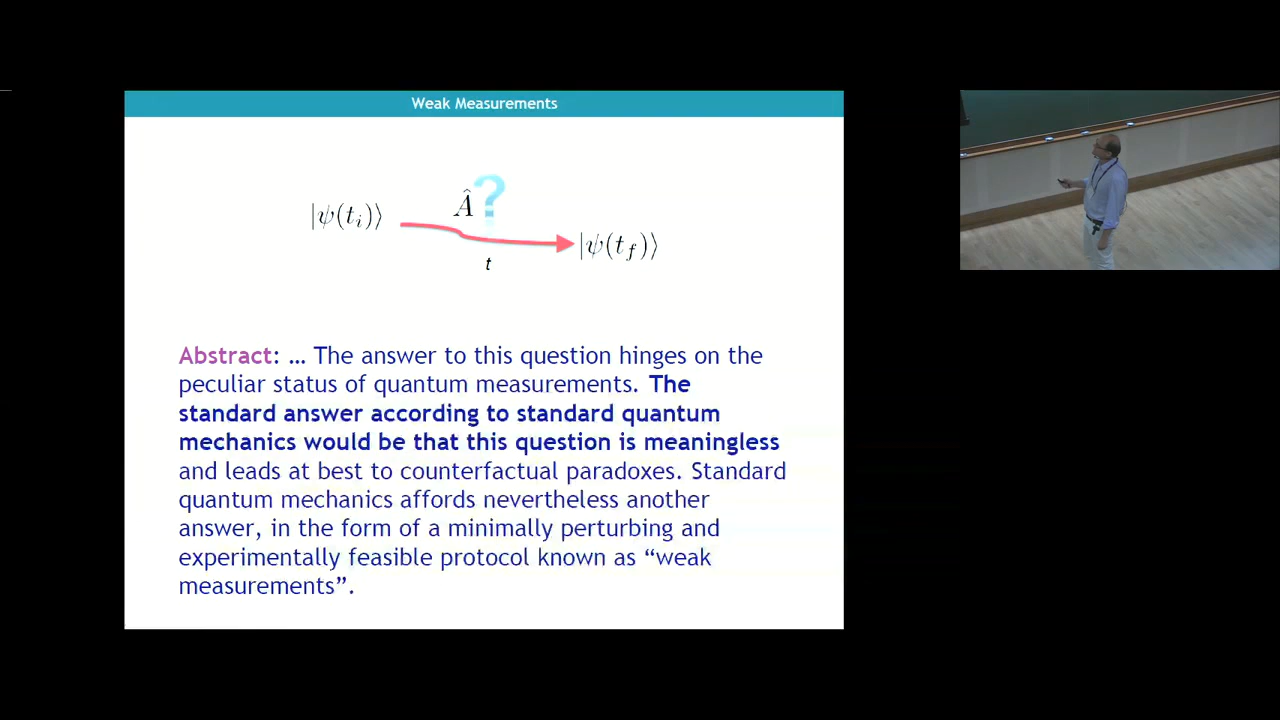 Weak Measurements
Â?
|ψ(t_i)⟩
|ψ(t_f)⟩
t
Abstract: … The answer to this question hinges on the
peculiar status of quantum measurements. The
standard answer according to standard quantum
mechanics would be that this question is meaningless
and leads at best to counterfactual paradoxes. Standard
quantum mechanics affords nevertheless another
answer, in the form of a minimally perturbing and
experimentally feasible protocol known as “weak
measurements”.